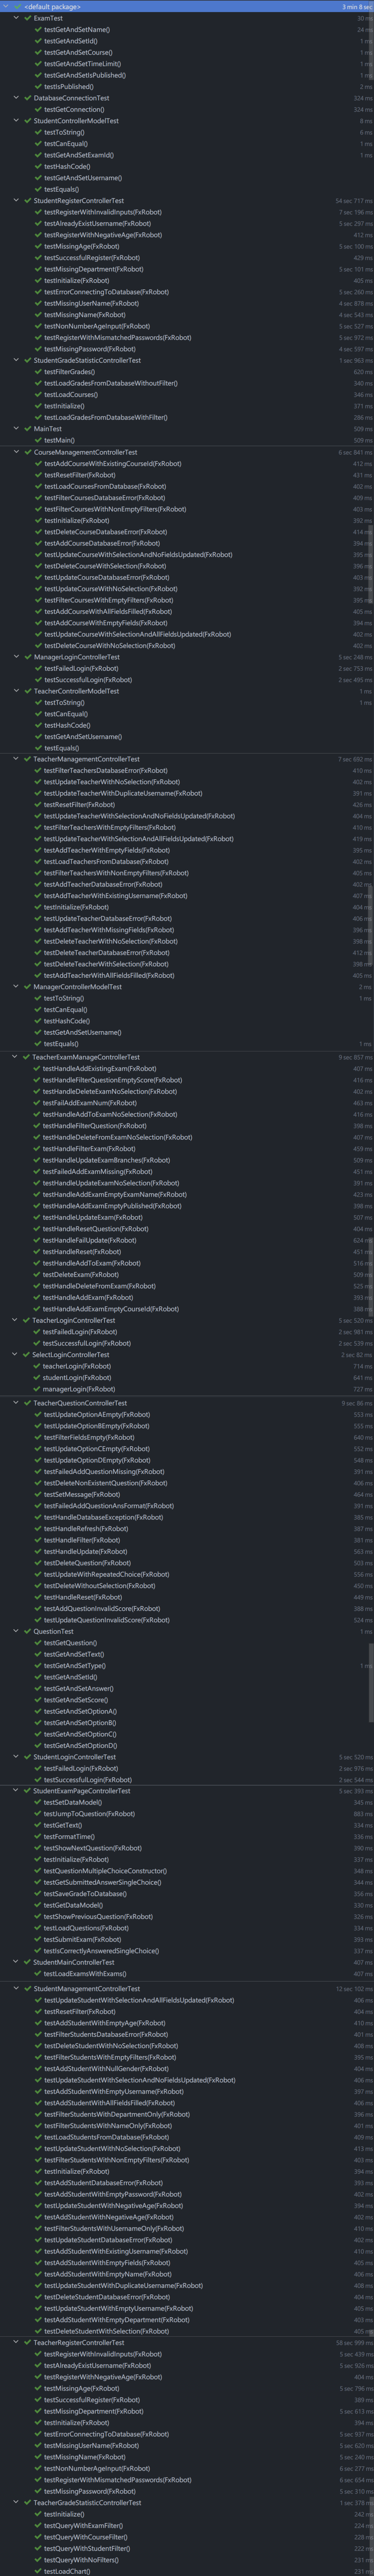 <default package> 3 min 8 sec
ExamTest 30 ms
testGetAndSetName() 24 ms
testGetAndSetId() 1 ms
testGetAndSetCourse() 1 ms
testGetAndSetTimeLimit() 1 ms
testGetAndSetIsPublished() 1 ms
testIsPublished() 2 ms
DatabaseConnectionTest 324 ms
testGetConnection() 324 ms
StudentControllerModelTest 8 ms
testToString() 6 ms
testCanEqual() 1 ms
testGetAndSetExamId() 1 ms
testHashCode()
testGetAndSetUsername()
testEquals()
StudentRegisterControllerTest 54 sec 717 ms
testRegisterWithInvalidInputs(FxRobot) 7 sec 196 ms
testAlreadyExistUsername(FxRobot) 5 sec 297 ms
testRegisterWithNegativeAge(FxRobot) 412 ms
testMissingAge(FxRobot) 5 sec 100 ms
testSuccessfulRegister(FxRobot) 429 ms
testMissingDepartment(FxRobot) 5 sec 101 ms
testInitialize(FxRobot) 405 ms
testErrorConnectingToDatabase(FxRobot) 5 sec 260 ms
testMissingUserName(FxRobot) 4 sec 878 ms
testMissingName(FxRobot) 4 sec 543 ms
testNonNumberAgeInput(FxRobot) 5 sec 527 ms
testRegisterWithMismatchedPasswords(FxRobot) 5 sec 972 ms
testMissingPassword(FxRobot) 4 sec 597 ms
StudentGradeStatisticControllerTest 1 sec 963 ms
testFilterGrades() 620 ms
testLoadGradesFromDatabaseWithoutFilter() 340 ms
testLoadCourses() 346 ms
testInitialize() 371 ms
testLoadGradesFromDatabaseWithFilter() 286 ms
MainTest 509 ms
testMain() 509 ms
CourseManagementControllerTest 6 sec 841 ms
testAddCourseWithExistingCourseId(FxRobot) 412 ms
testResetFilter(FxRobot) 431 ms
testLoadCoursesFromDatabase(FxRobot) 402 ms
testFilterCoursesDatabaseError(FxRobot) 409 ms
testFilterCoursesWithNonEmptyFilters(FxRobot) 403 ms
testInitialize(FxRobot) 392 ms
testDeleteCourseDatabaseError(FxRobot) 414 ms
testAddCourseDatabaseError(FxRobot) 394 ms
testUpdateCourseWithSelectionAndNoFieldsUpdated(FxRobot) 395 ms
testDeleteCourseWithSelection(FxRobot) 396 ms
testUpdateCourseDatabaseError(FxRobot) 403 ms
testUpdateCourseWithNoSelection(FxRobot) 392 ms
testFilterCoursesWithEmptyFilters(FxRobot) 395 ms
testAddCourseWithAllFieldsFilled(FxRobot) 405 ms
testAddCourseWithEmptyFields(FxRobot) 394 ms
testUpdateCourseWithSelectionAndAllFieldsUpdated(FxRobot) 402 ms
testDeleteCourseWithNoSelection(FxRobot) 402 ms
ManagerLoginControllerTest 5 sec 248 ms
testFailedLogin(FxRobot) 2 sec 753 ms
testSuccessfulLogin(FxRobot) 2 sec 495 ms
TeacherControllerModelTest 1 ms
testToString() 1 ms
testCanEqual()
testHashCode()
testGetAndSetUsername()
testEquals()
TeacherManagementControllerTest 7 sec 692 ms
testFilterTeachersDatabaseError(FxRobot) 410 ms
testUpdateTeacherWithNoSelection(FxRobot) 402 ms
testUpdateTeacherWithDuplicateUsername(FxRobot) 391 ms
testResetFilter(FxRobot) 426 ms
testUpdateTeacherWithSelectionAndNoFieldsUpdated(FxRobot) 404 ms
testFilterTeachersWithEmptyFilters(FxRobot) 410 ms
testUpdateTeacherWithSelectionAndAllFieldsUpdated(FxRobot) 419 ms
testAddTeacherWithEmptyFields(FxRobot) 395 ms
testLoadTeachersFromDatabase(FxRobot) 402 ms
testFilterTeachersWithNonEmptyFilters(FxRobot) 405 ms
testAddTeacherDatabaseError(FxRobot) 402 ms
testAddTeacherWithExistingUsername(FxRobot) 407 ms
testInitialize(FxRobot) 404 ms
testUpdateTeacherDatabaseError(FxRobot) 406 ms
testAddTeacherWithMissingFields(FxRobot) 396 ms
testDeleteTeacherWithNoSelection(FxRobot) 398 ms
testDeleteTeacherDatabaseError(FxRobot) 412 ms
testDeleteTeacherWithSelection(FxRobot) 398 ms
testAddTeacherWithAllFieldsFilled(FxRobot) 405 ms
ManagerControllerModelTest 2 ms
testToString() 1 ms
testCanEqual()
testHashCode()
testGetAndSetUsername()
testEquals() 1 ms
TeacherExamManageControllerTest 9 sec 857 ms
testHandleAddExistingExam(FxRobot) 407 ms
testHandleFilterQuestionEmptyScore(FxRobot) 416 ms
testHandleDeleteExamNoSelection(FxRobot) 402 ms
testFailAddExamNum(FxRobot) 463 ms
testHandleAddToExamNoSelection(FxRobot) 416 ms
testHandleFilterQuestion(FxRobot) 398 ms
testHandleDeleteFromExamNoSelection(FxRobot) 407 ms
testHandleFilterExam(FxRobot) 459 ms
testHandleUpdateExamBranches(FxRobot) 509 ms
testFailedAddExamMissing(FxRobot) 451 ms
testHandleUpdateExamNoSelection(FxRobot) 391 ms
testHandleAddExamEmptyExamName(FxRobot) 423 ms
testHandleAddExamEmptyPublished(FxRobot) 398 ms
testHandleUpdateExam(FxRobot) 507 ms
testHandleResetQuestion(FxRobot) 404 ms
testHandleFailUpdate(FxRobot) 624 ms
testHandleReset(FxRobot) 451 ms
testHandleAddToExam(FxRobot) 516 ms
testDeleteExam(FxRobot) 509 ms
testHandleDeleteFromExam(FxRobot) 525 ms
testHandleAddExam(FxRobot) 393 ms
testHandleAddExamEmptyCourseId(FxRobot) 388 ms
TeacherLoginControllerTest 5 sec 520 ms
testFailedLogin(FxRobot) 2 sec 981 ms
testSuccessfulLogin(FxRobot) 2 sec 539 ms
SelectLoginControllerTest 2 sec 82 ms
teacherLogin(FxRobot) 714 ms
studentLogin(FxRobot) 641 ms
managerLogin(FxRobot) 727 ms
TeacherQuestionControllerTest 9 sec 86 ms
testUpdateOptionAEmpty(FxRobot) 553 ms
testUpdateOptionBEmpty(FxRobot) 555 ms
testFilterFieldsEmpty(FxRobot) 640 ms
testUpdateOptionCEmpty(FxRobot) 552 ms
testUpdateOptionDEmpty(FxRobot) 548 ms
testFailedAddQuestionMissing(FxRobot) 391 ms
testDeleteNonExistentQuestion(FxRobot) 406 ms
testSetMessage(FxRobot) 464 ms
testFailedAddQuestionAnsFormat(FxRobot) 391 ms
testHandleDatabaseException(FxRobot) 385 ms
testHandleRefresh(FxRobot) 387 ms
testHandleFilter(FxRobot) 381 ms
testHandleUpdate(FxRobot) 563 ms
testDeleteQuestion(FxRobot) 503 ms
testUpdateWithRepeatedChoice(FxRobot) 556 ms
testDeleteWithoutSelection(FxRobot) 450 ms
testHandleReset(FxRobot) 449 ms
testAddQuestionInvalidScore(FxRobot) 388 ms
testUpdateQuestionInvalidScore(FxRobot) 524 ms
QuestionTest 1 ms
testGetQuestion()
testGetAndSetText()
testGetAndSetType() 1 ms
testGetAndSetId()
testGetAndSetAnswer()
testGetAndSetScore()
testGetAndSetOptionA()
testGetAndSetOptionB()
testGetAndSetOptionC()
testGetAndSetOptionD()
StudentLoginControllerTest 5 sec 520 ms
testFailedLogin(FxRobot) 2 sec 976 ms
testSuccessfulLogin(FxRobot) 2 sec 544 ms
StudentExamPageControllerTest 5 sec 393 ms
testSetDataModel() 345 ms
testJumpToQuestion(FxRobot) 883 ms
testGetText() 334 ms
testFormatTime() 336 ms
testShowNextQuestion(FxRobot) 390 ms
testInitialize(FxRobot) 337 ms
testQuestionMultipleChoiceConstructor() 348 ms
testGetSubmittedAnswerSingleChoice() 344 ms
testSaveGradeToDatabase() 356 ms
testGetDataModel() 330 ms
testShowPreviousQuestion(FxRobot) 326 ms
testLoadQuestions(FxRobot) 334 ms
testSubmitExam(FxRobot) 393 ms
testIsCorrectlyAnsweredSingleChoice() 337 ms
StudentMainControllerTest 407 ms
testLoadExamsWithExams() 407 ms
StudentManagementControllerTest 12 sec 102 ms
testUpdateStudentWithSelectionAndAllFieldsUpdated(FxRobot) 406 ms
testResetFilter(FxRobot) 404 ms
testAddStudentWithEmptyAge(FxRobot) 410 ms
testFilterStudentsDatabaseError(FxRobot) 401 ms
testDeleteStudentWithNoSelection(FxRobot) 408 ms
testFilterStudentsWithEmptyFilters(FxRobot) 395 ms
testAddStudentWithNullGender(FxRobot) 404 ms
testUpdateStudentWithSelectionAndNoFieldsUpdated(FxRobot) 406 ms
testAddStudentWithEmptyUsername(FxRobot) 397 ms
testAddStudentWithAllFieldsFilled(FxRobot) 406 ms
testFilterStudentsWithDepartmentOnly(FxRobot) 396 ms
testFilterStudentsWithNameOnly(FxRobot) 401 ms
testLoadStudentsFromDatabase(FxRobot) 409 ms
testUpdateStudentWithNoSelection(FxRobot) 413 ms
testFilterStudentsWithNonEmptyFilters(FxRobot) 403 ms
testInitialize(FxRobot) 394 ms
testAddStudentDatabaseError(FxRobot) 393 ms
testAddStudentWithEmptyPassword(FxRobot) 402 ms
testUpdateStudentWithNegativeAge(FxRobot) 394 ms
testAddStudentWithNegativeAge(FxRobot) 402 ms
testFilterStudentsWithUsernameOnly(FxRobot) 410 ms
testUpdateStudentDatabaseError(FxRobot) 402 ms
testAddStudentWithExistingUsername(FxRobot) 410 ms
testAddStudentWithEmptyFields(FxRobot) 405 ms
testAddStudentWithEmptyName(FxRobot) 406 ms
testUpdateStudentWithDuplicateUsername(FxRobot) 408 ms
testDeleteStudentDatabaseError(FxRobot) 404 ms
testUpdateStudentWithEmptyUsername(FxRobot) 405 ms
testAddStudentWithEmptyDepartment(FxRobot) 403 ms
testDeleteStudentWithSelection(FxRobot) 405 ms
TeacherRegisterControllerTest 58 sec 999 ms
testRegisterWithInvalidInputs(FxRobot) 5 sec 439 ms
testAlreadyExistUsername(FxRobot) 5 sec 926 ms
testRegisterWithNegativeAge(FxRobot) 404 ms
testMissingAge(FxRobot) 5 sec 796 ms
testSuccessfulRegister(FxRobot) 389 ms
testMissingDepartment(FxRobot) 5 sec 613 ms
testInitialize(FxRobot) 394 ms
testErrorConnectingToDatabase(FxRobot) 5 sec 937 ms
testMissingUserName(FxRobot) 5 sec 620 ms
testMissingName(FxRobot) 5 sec 240 ms
testNonNumberAgeInput(FxRobot) 6 sec 277 ms
testRegisterWithMismatchedPasswords(FxRobot) 6 sec 654 ms
testMissingPassword(FxRobot) 5 sec 310 ms
TeacherGradeStatisticControllerTest 1 sec 378 ms
testInitialize() 242 ms
testQueryWithExamFilter() 224 ms
testQueryWithCourseFilter() 228 ms
testQueryWithStudentFilter() 222 ms
testQueryWithNoFilters() 231 ms
testLoadChart() 231 ms